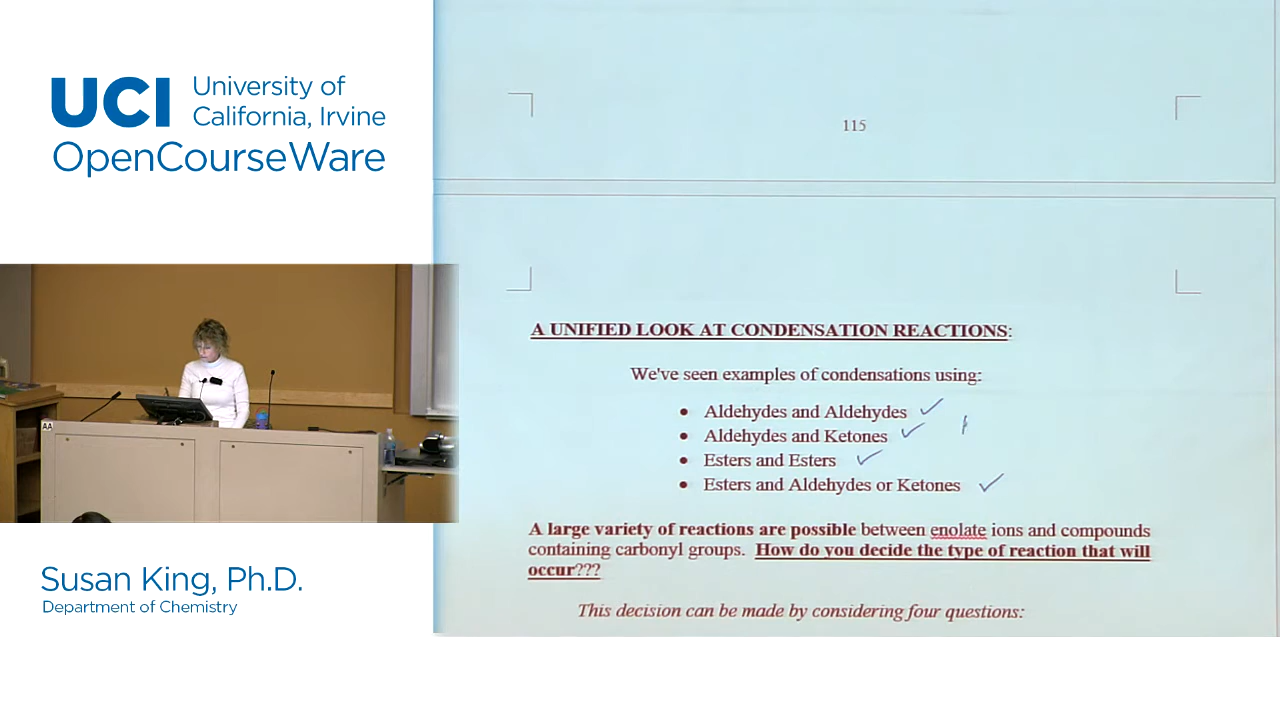 UCI University of
California, Irvine
OpenCourseWare
115
A UNIFIED LOOK AT CONDENSATION REACTIONS:
We've seen examples of condensations using:
• Aldehydes and Aldehydes ✓
• Aldehydes and Ketones ✓
• Esters and Esters ✓
• Esters and Aldehydes or Ketones ✓
A large variety of reactions are possible between enolate ions and compounds
containing carbonyl groups. How do you decide the type of reaction that will
occur???
This decision can be made by considering four questions:
AA
Susan King, Ph.D.
Department of Chemistry